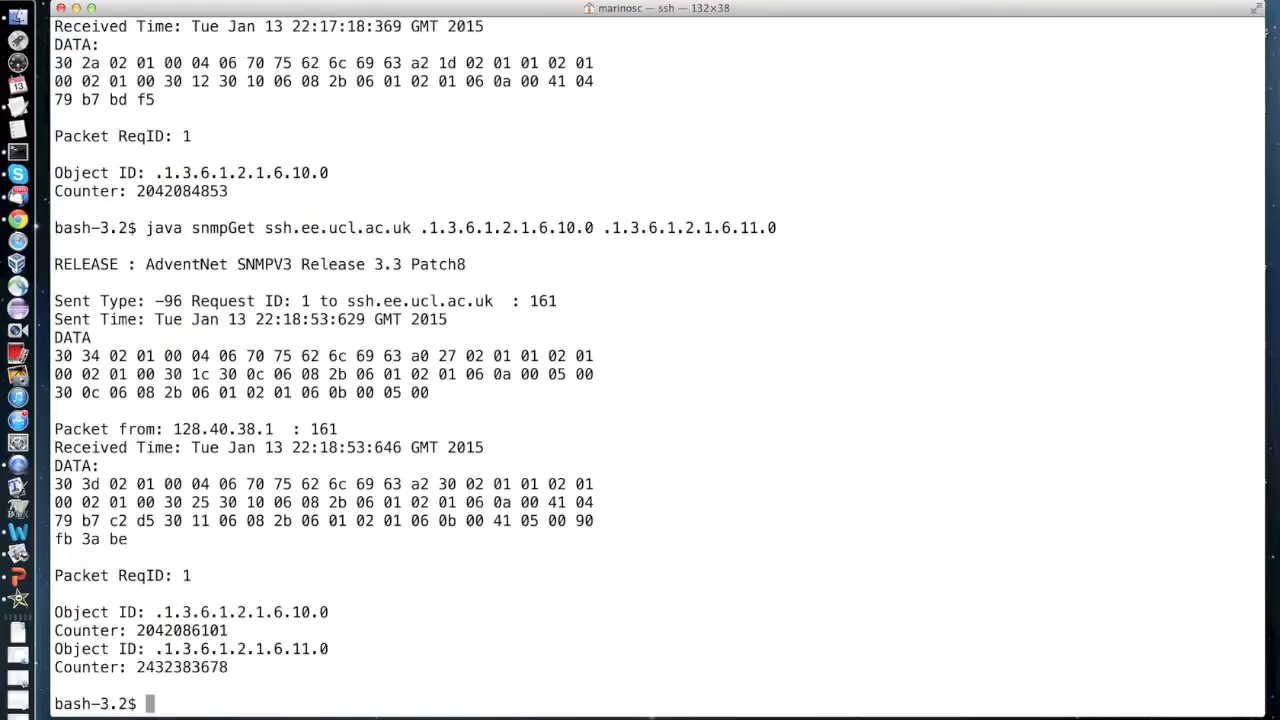 marinosc — ssh — 132×38
Received Time: Tue Jan 13 22:17:18:369 GMT 2015
DATA:
30 2a 02 01 00 04 06 70 75 62 6c 69 63 a2 1d 02 01 01 02 01
00 02 01 00 30 12 30 10 06 08 2b 06 01 02 01 06 0a 00 41 04
79 b7 bd f5
Packet ReqID: 1
Object ID: .1.3.6.1.2.1.6.10.0
Counter: 2042084853
bash-3.2$ java snmpGet ssh.ee.ucl.ac.uk .1.3.6.1.2.1.6.10.0 .1.3.6.1.2.1.6.11.0
RELEASE : AdventNet SNMPV3 Release 3.3 Patch8
Sent Type: -96 Request ID: 1 to ssh.ee.ucl.ac.uk  : 161
Sent Time: Tue Jan 13 22:18:53:629 GMT 2015
DATA
30 34 02 01 00 04 06 70 75 62 6c 69 63 a0 27 02 01 01 02 01
00 02 01 00 30 1c 30 0c 06 08 2b 06 01 02 01 06 0a 00 05 00
30 0c 06 08 2b 06 01 02 01 06 0b 00 05 00
Packet from: 128.40.38.1  : 161
Received Time: Tue Jan 13 22:18:53:646 GMT 2015
DATA:
30 3d 02 01 00 04 06 70 75 62 6c 69 63 a2 30 02 01 01 02 01
00 02 01 00 30 25 30 10 06 08 2b 06 01 02 01 06 0a 00 41 04
79 b7 c2 d5 30 11 06 08 2b 06 01 02 01 06 0b 00 41 05 00 90
fb 3a be
Packet ReqID: 1
Object ID: .1.3.6.1.2.1.6.10.0
Counter: 2042086101
Object ID: .1.3.6.1.2.1.6.11.0
Counter: 2432383678
bash-3.2$